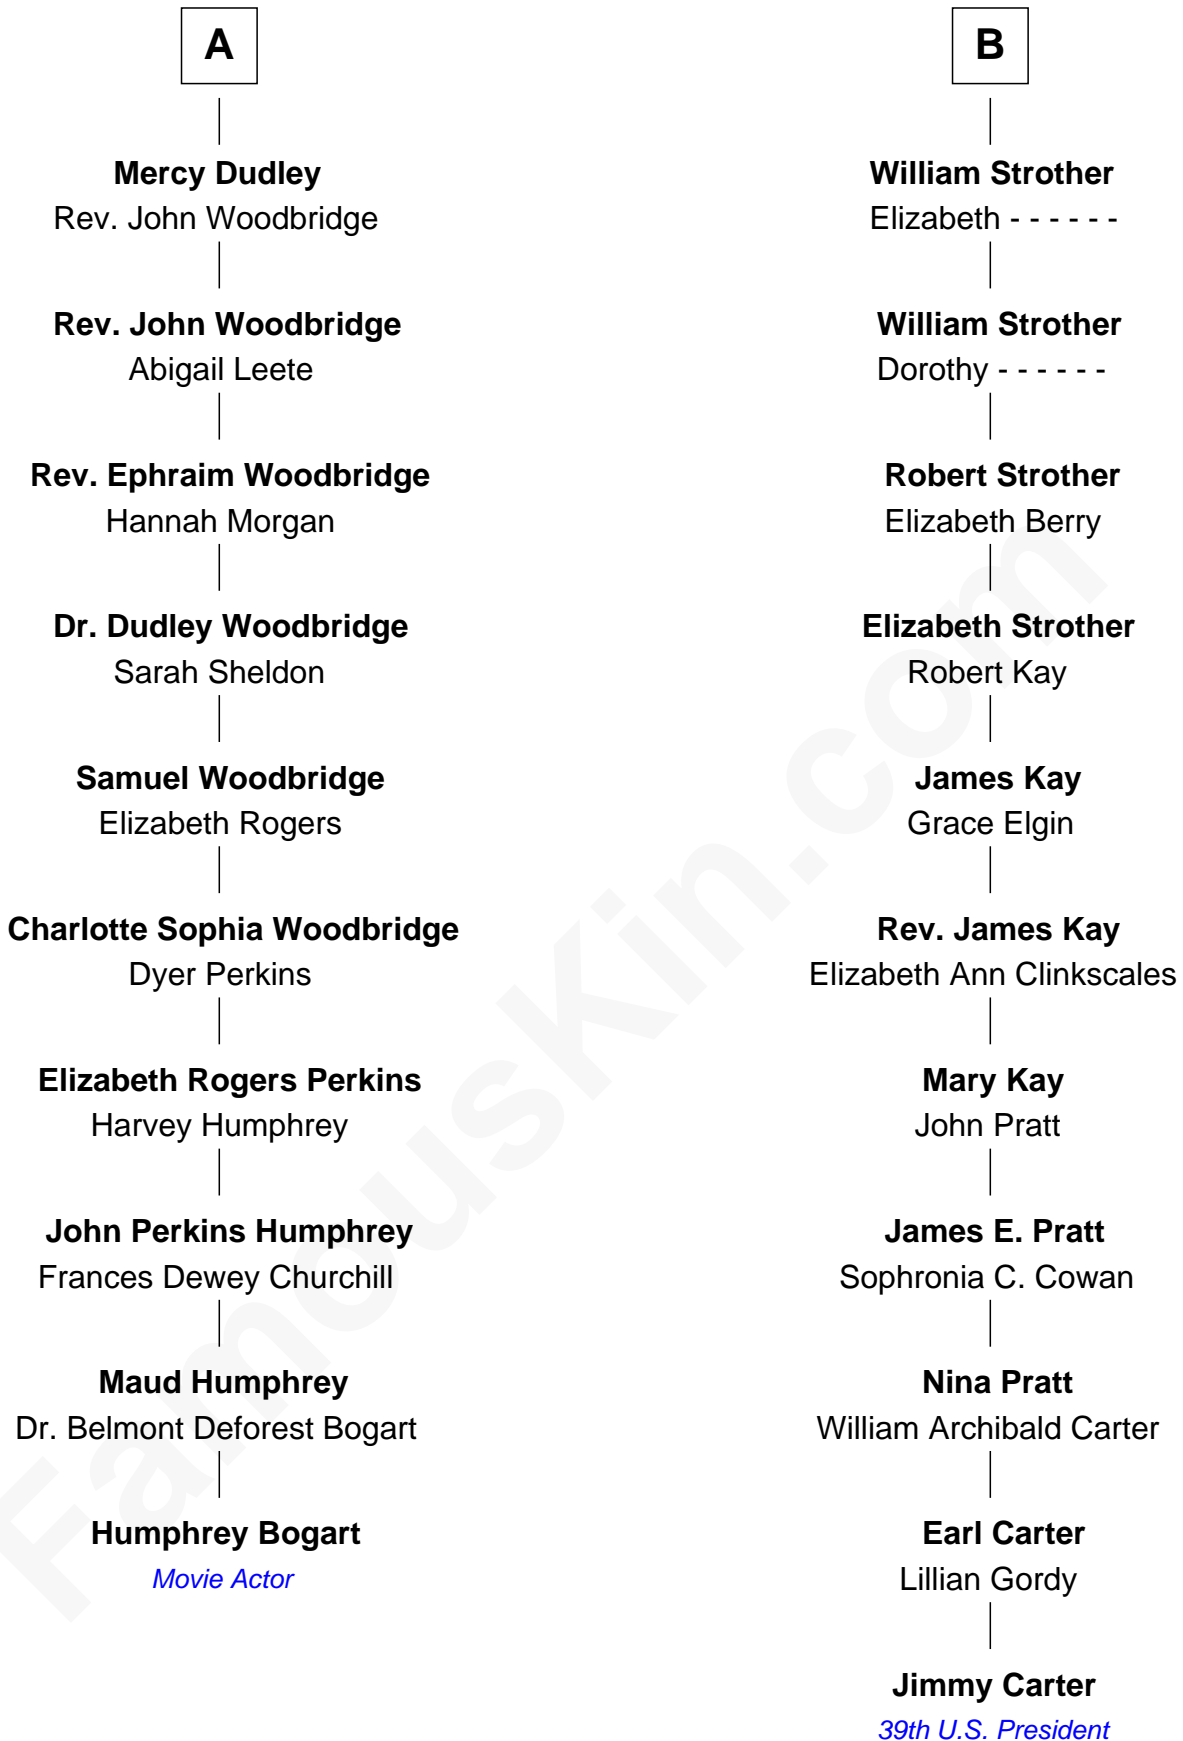 A
Mercy Dudley
Rev. John Woodbridge
Rev. John Woodbridge
Abigail Leete
Rev. Ephraim Woodbridge
Hannah Morgan
Dr. Dudley Woodbridge
Sarah Sheldon
Samuel Woodbridge
Elizabeth Rogers
Charlotte Sophia Woodbridge
Dyer Perkins
Elizabeth Rogers Perkins
Harvey Humphrey
John Perkins Humphrey
Frances Dewey Churchill
Maud Humphrey
Dr. Belmont Deforest Bogart
Humphrey Bogart
Movie Actor
B
William Strother
Elizabeth - - - - - -
William Strother
Dorothy - - - - - -
Robert Strother
Elizabeth Berry
Elizabeth Strother
Robert Kay
James Kay
Grace Elgin
Rev. James Kay
Elizabeth Ann Clinkscales
Mary Kay
John Pratt
James E. Pratt
Sophronia C. Cowan
Nina Pratt
William Archibald Carter
Earl Carter
Lillian Gordy
Jimmy Carter
39th U.S. President
FamousKin.com